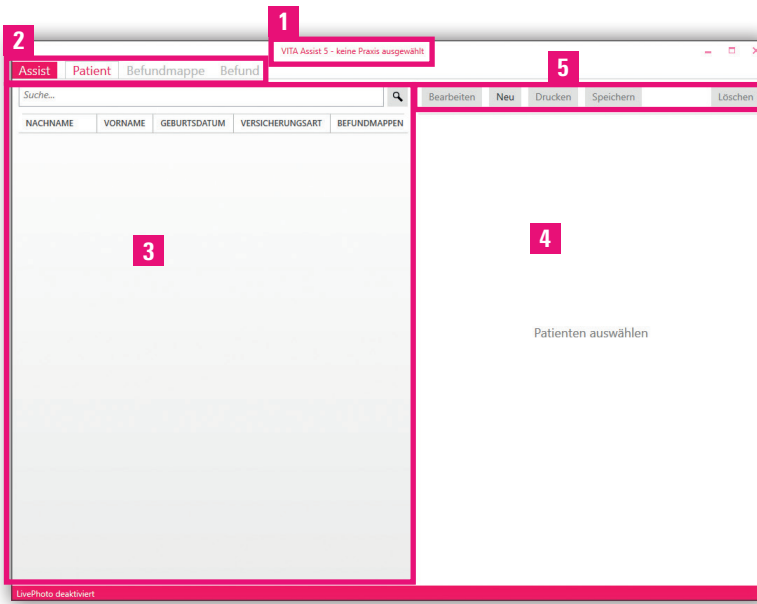 1
2
VITA Assist 5 - keine Praxis ausgewählt
Assist Patient Befundmappe Befund
5
Suche...
Bearbeiten Neu Drucken Speichern Löschen
NACHNAME VORNAME GEBURTSDATUM VERSICHERUNGSART BEFUNDMAPPEN
3
4
Patienten auswählen
LivePhoto deaktiviert